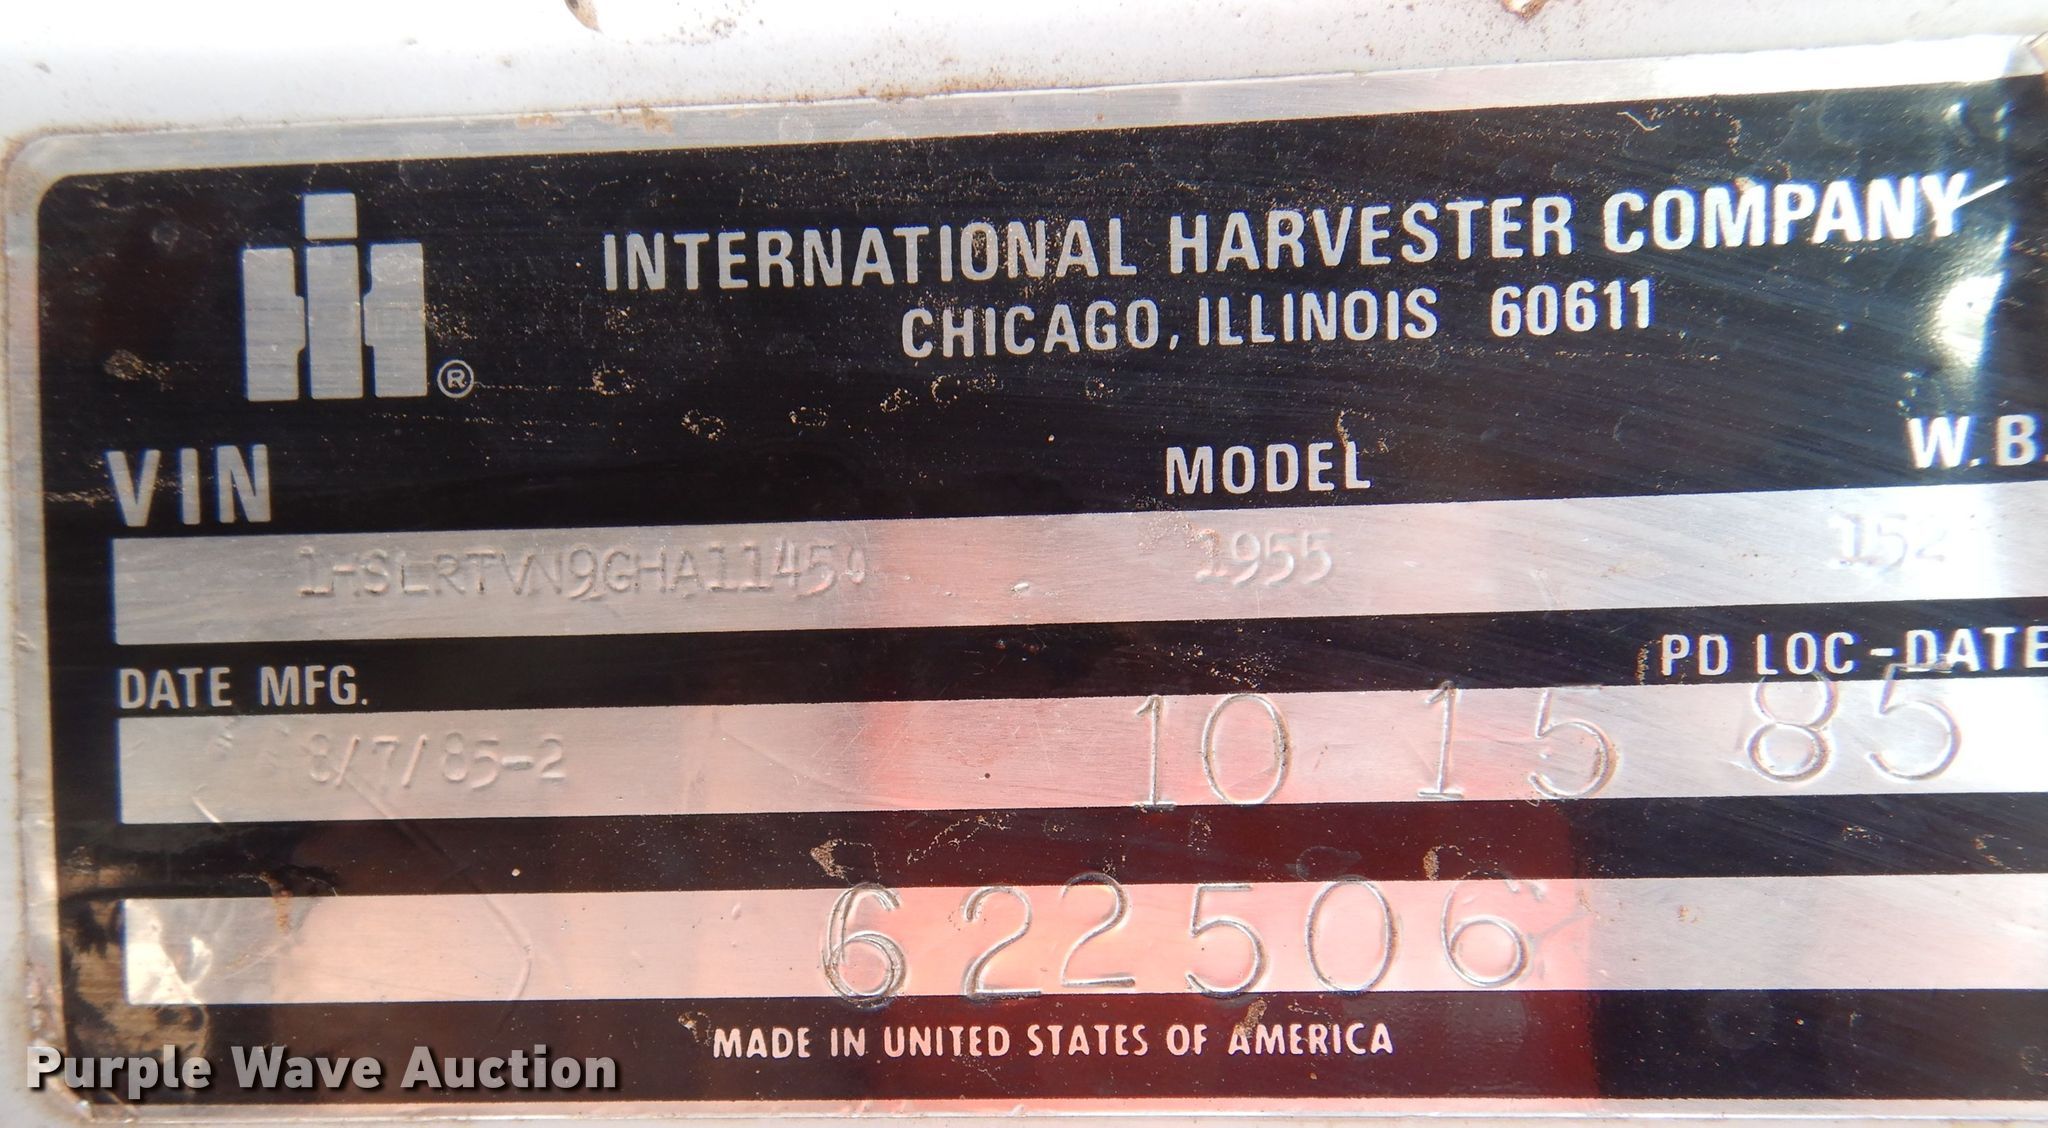 INTERNATIONAL HARVESTER COMPANY
CHICAGO, ILLINOIS 60611
®
VIN MODEL W.B.
1HSLRTVN9GHA11450 1955 152
DATE MFG. PD LOC-DATE
8/7/85-2 10 15 85
622506
MADE IN UNITED STATES OF AMERICA
Purple Wave Auction